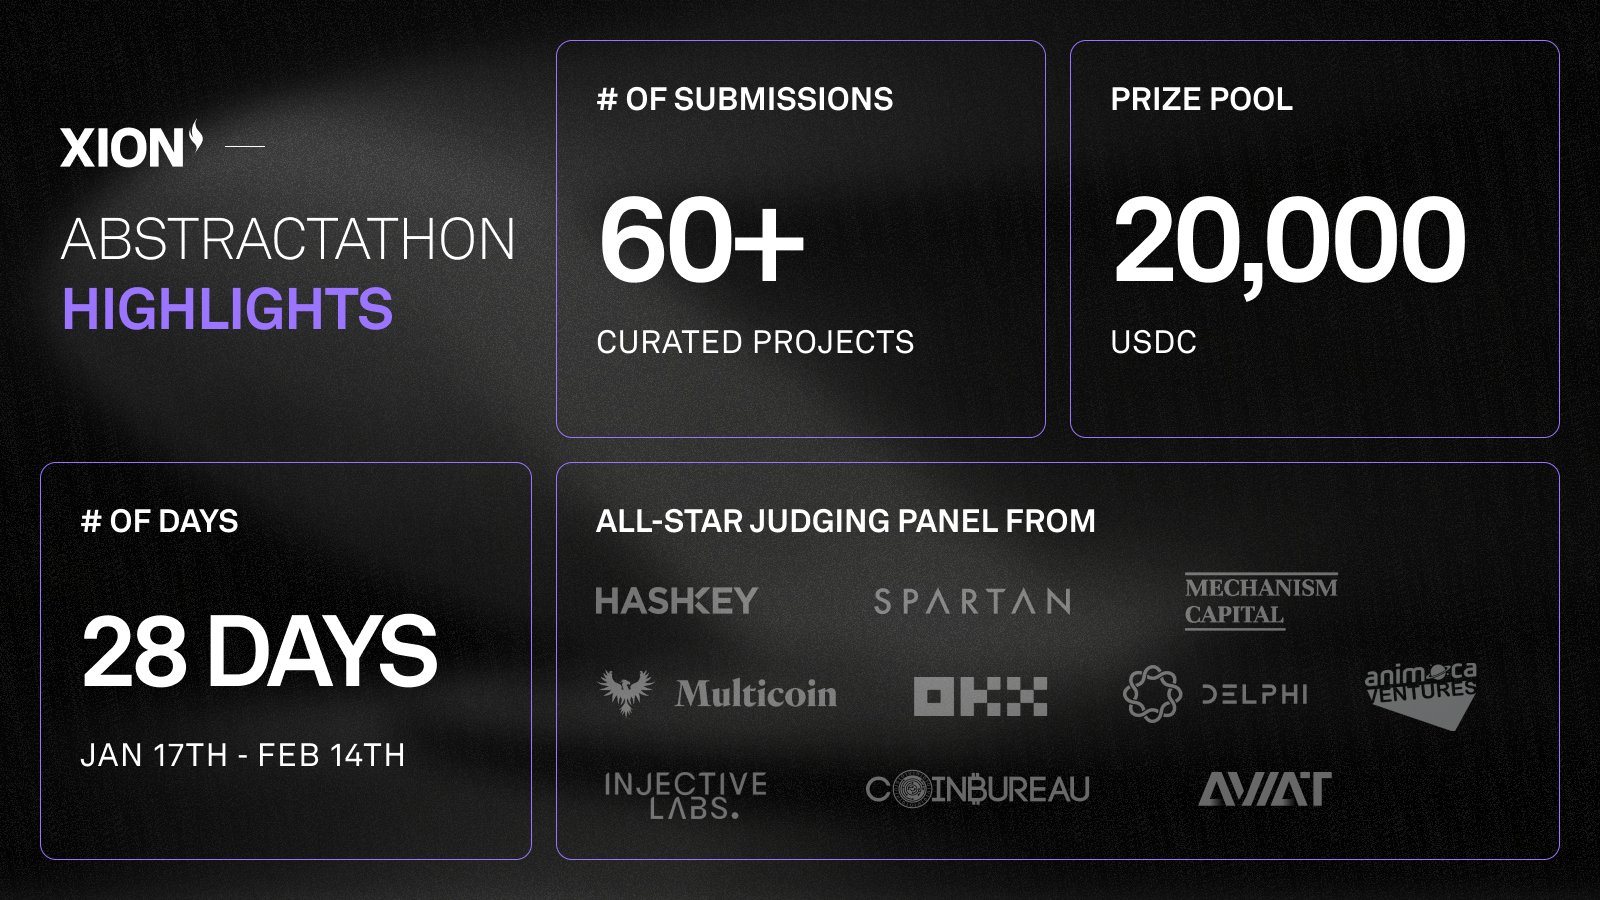 XION
ABSTRACTATHON
HIGHLIGHTS
# OF SUBMISSIONS
60+
CURATED PROJECTS
PRIZE POOL
20,000
USDC
# OF DAYS
28 DAYS
JAN 17TH - FEB 14TH
ALL-STAR JUDGING PANEL FROM
HASHKEY
SPARTAN
MECHANISM
CAPITAL
Multicoin
OKX
DELPHI
animoca
VENTURES
INJECTIVE
LABS.
COINBUREAU
AVIAT